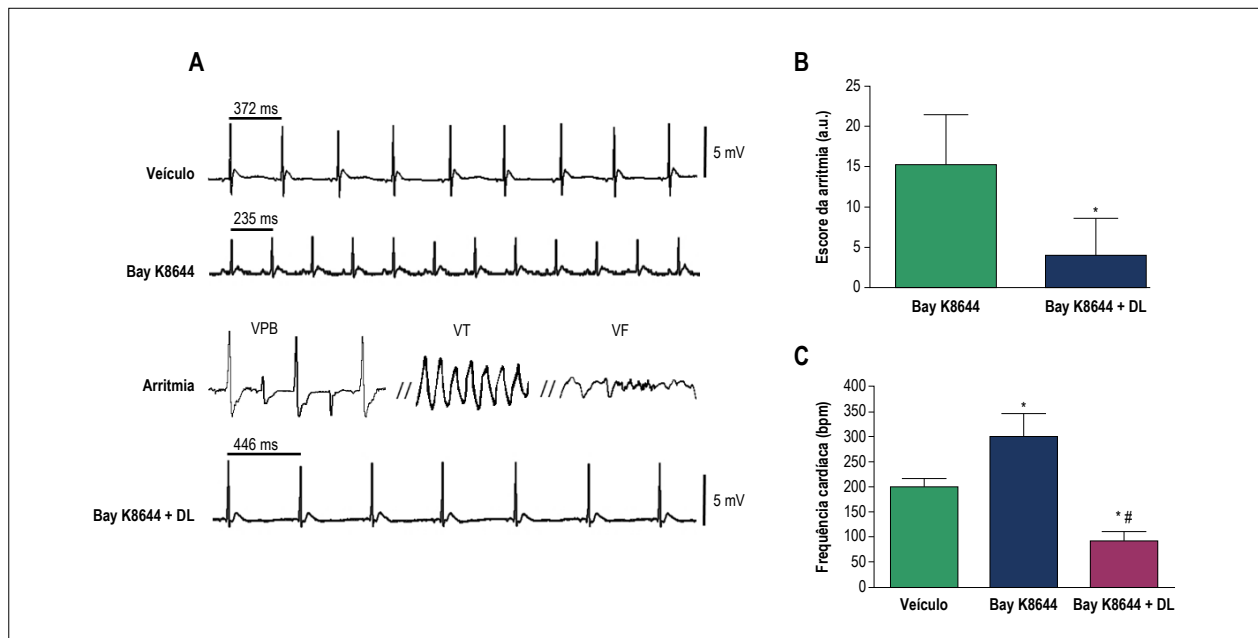 A
372 ms
Veículo
5 mV
235 ms
Bay K8644
VPB
VT
VF
Arritmia
446 ms
Bay K8644 + DL
5 mV
B
Escore da arritmia (a.u.)
25
20
15
10
5
0
*
Bay K8644
Bay K8644 + DL
C
Frequência cardíaca (bpm)
400
350
300
250
200
150
100
50
0
*
* #
Veículo
Bay K8644
Bay K8644 + DL